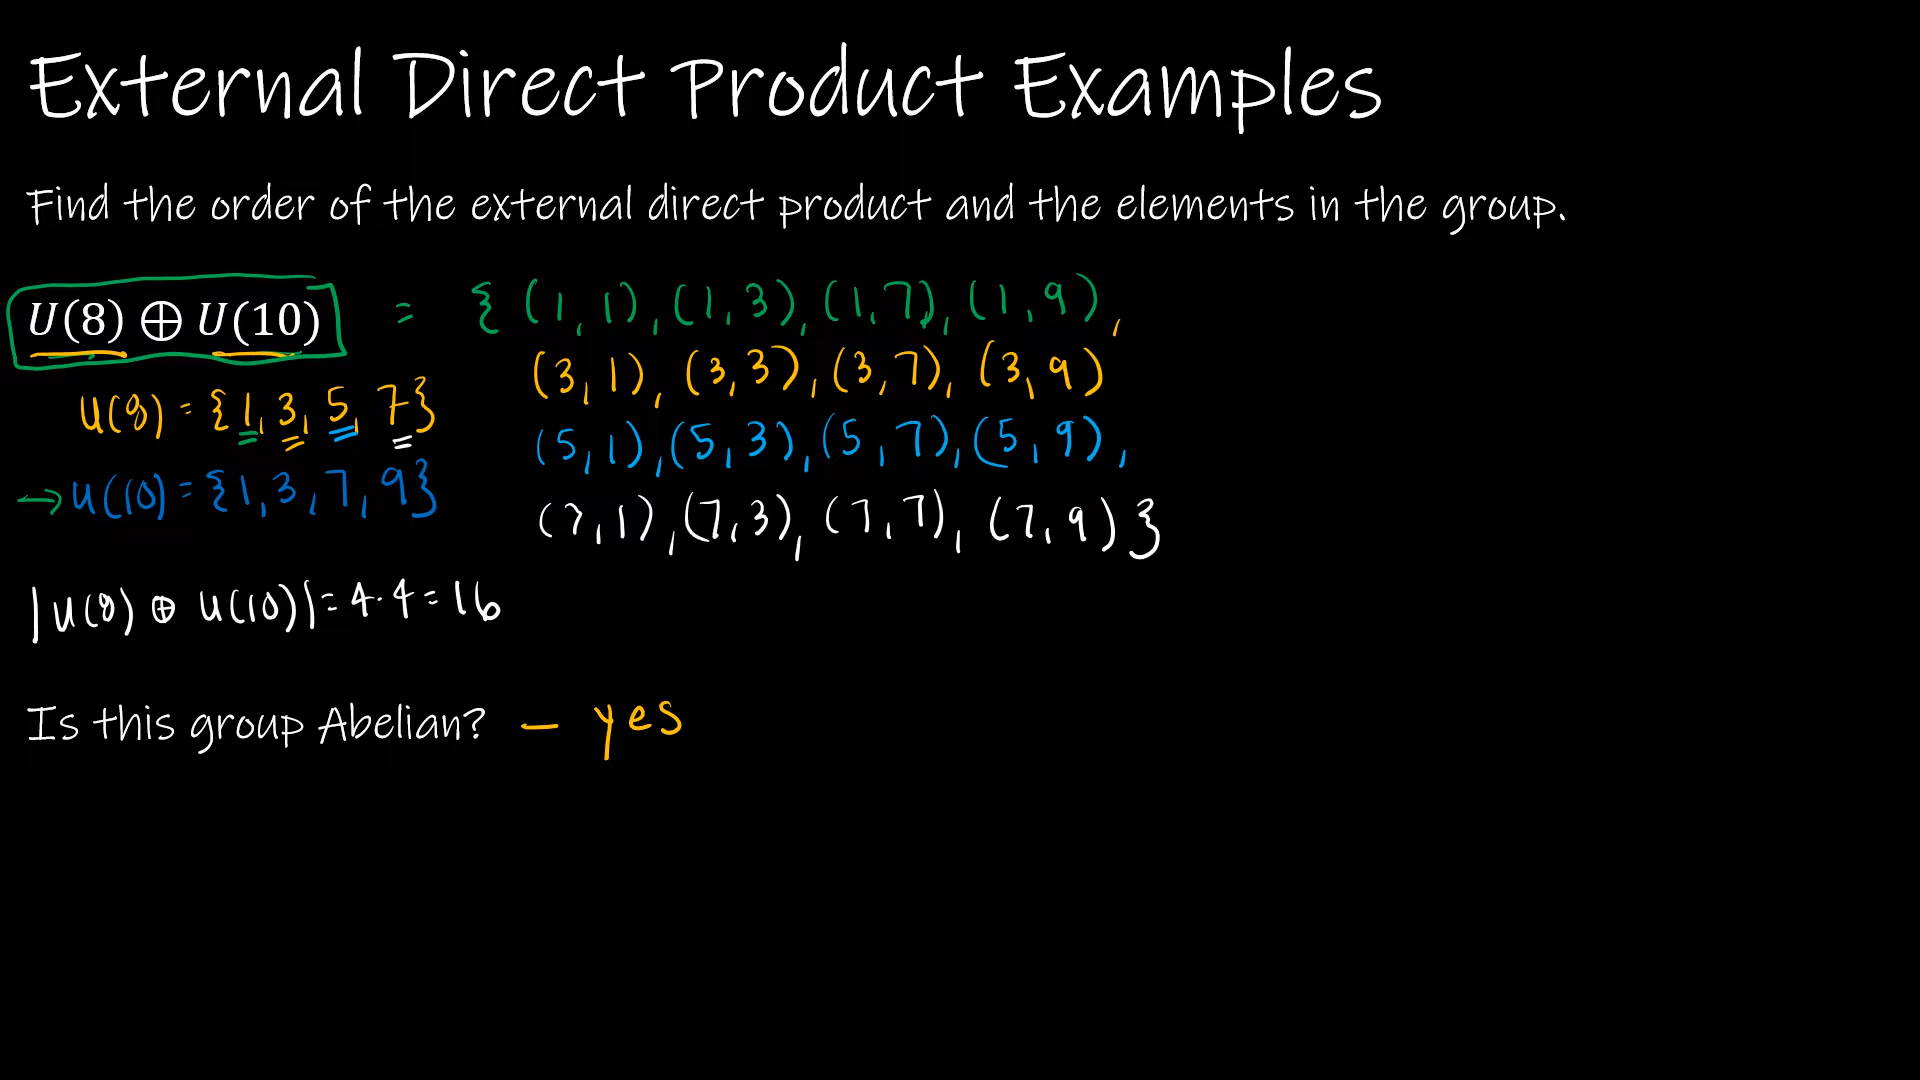 External Direct Product Examples
Find the order of the external direct product and the elements in the group.
U(8) ⊕ U(10) = { (1, 1), (1, 3), (1, 7), (1, 9),
(3, 1), (3, 3), (3, 7), (3, 9)
u(8) = {1, 3, 5, 7}
(5, 1), (5, 3), (5, 7), (5, 9),
→ u(10) = {1, 3, 7, 9}
(7, 1), (7, 3), (7, 7), (7, 9) }
|u(8) ⊕ u(10)| = 4 · 4 = 16
Is this group Abelian? — yes